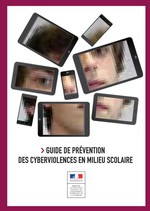 > GUIDE DE PRÉVENTION
DES CYBERVIOLENCES EN MILIEU SCOLAIRE